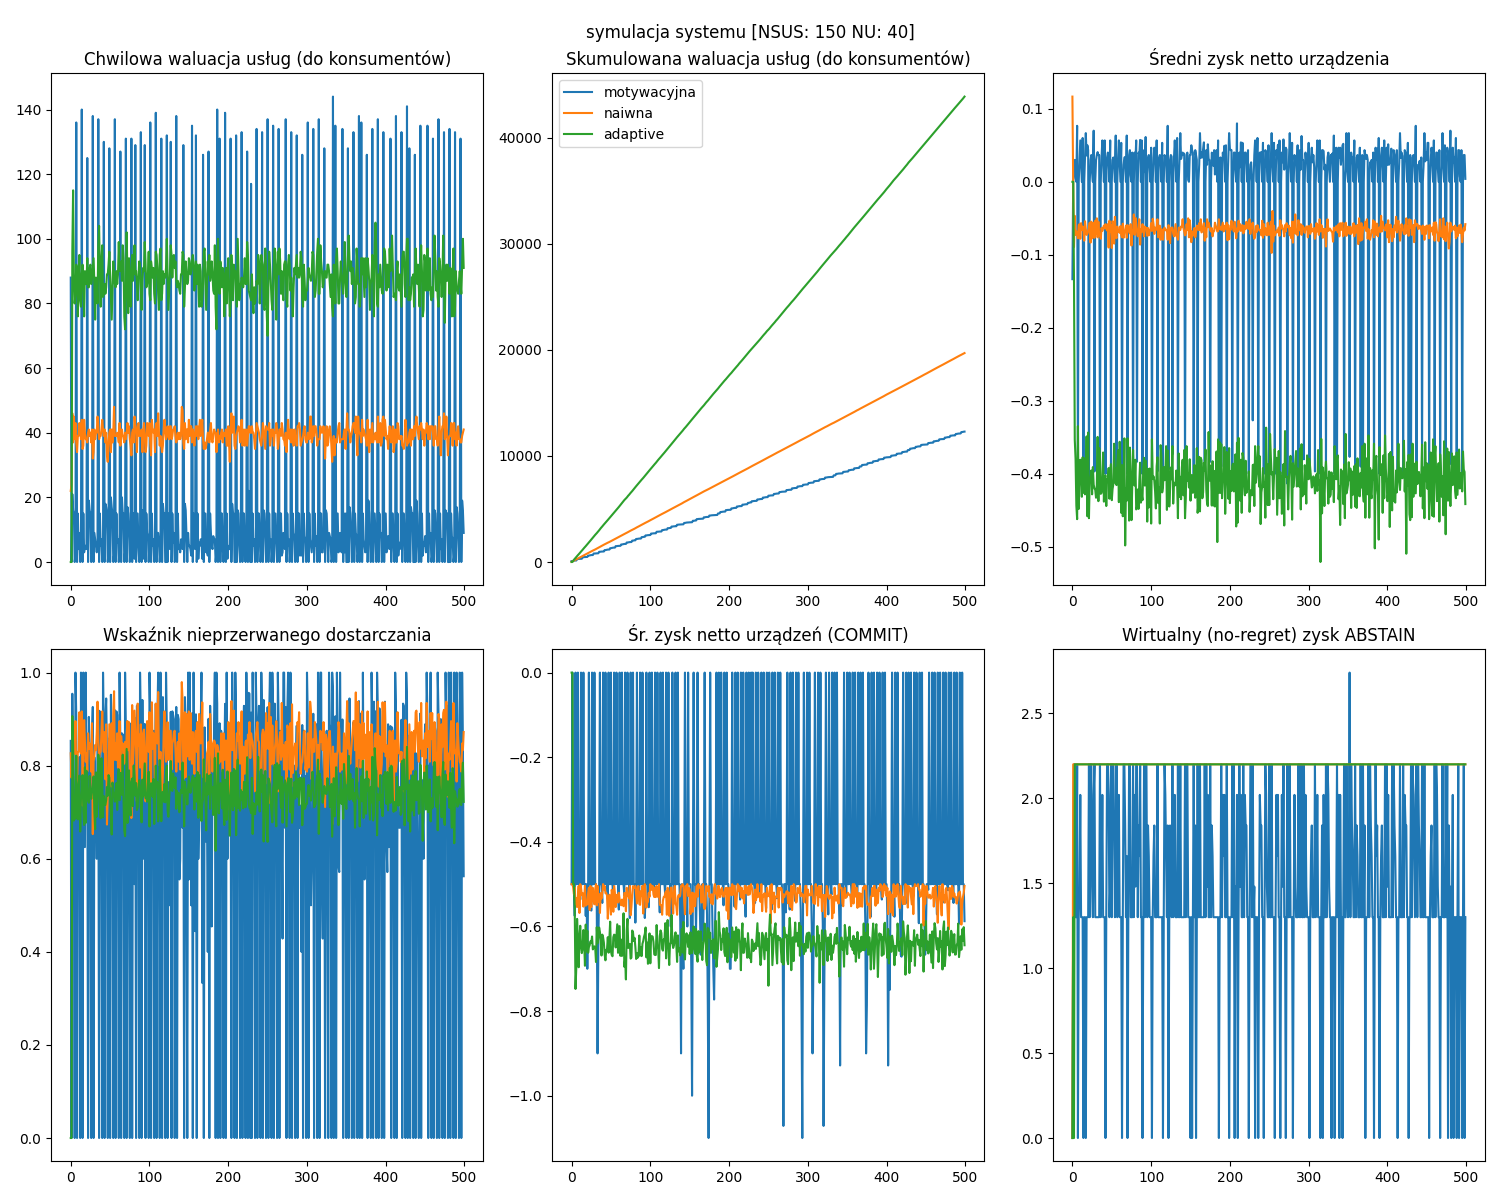 symulacja systemu [NSUS: 150 NU: 40]
Chwilowa waluacja usług (do konsumentów)
140
120
100
80
60
40
20
0
0 100 200 300 400 500
Skumulowana waluacja usług (do konsumentów)
motywacyjna
naiwna
adaptive
40000
30000
20000
10000
0
0 100 200 300 400 500
Średni zysk netto urządzenia
0.1
0.0
−0.1
−0.2
−0.3
−0.4
−0.5
0 100 200 300 400 500
Wskaźnik nieprzerwanego dostarczania
1.0
0.8
0.6
0.4
0.2
0.0
0 100 200 300 400 500
Śr. zysk netto urządzeń (COMMIT)
0.0
−0.2
−0.4
−0.6
−0.8
−1.0
0 100 200 300 400 500
Wirtualny (no-regret) zysk ABSTAIN
2.5
2.0
1.5
1.0
0.5
0.0
0 100 200 300 400 500